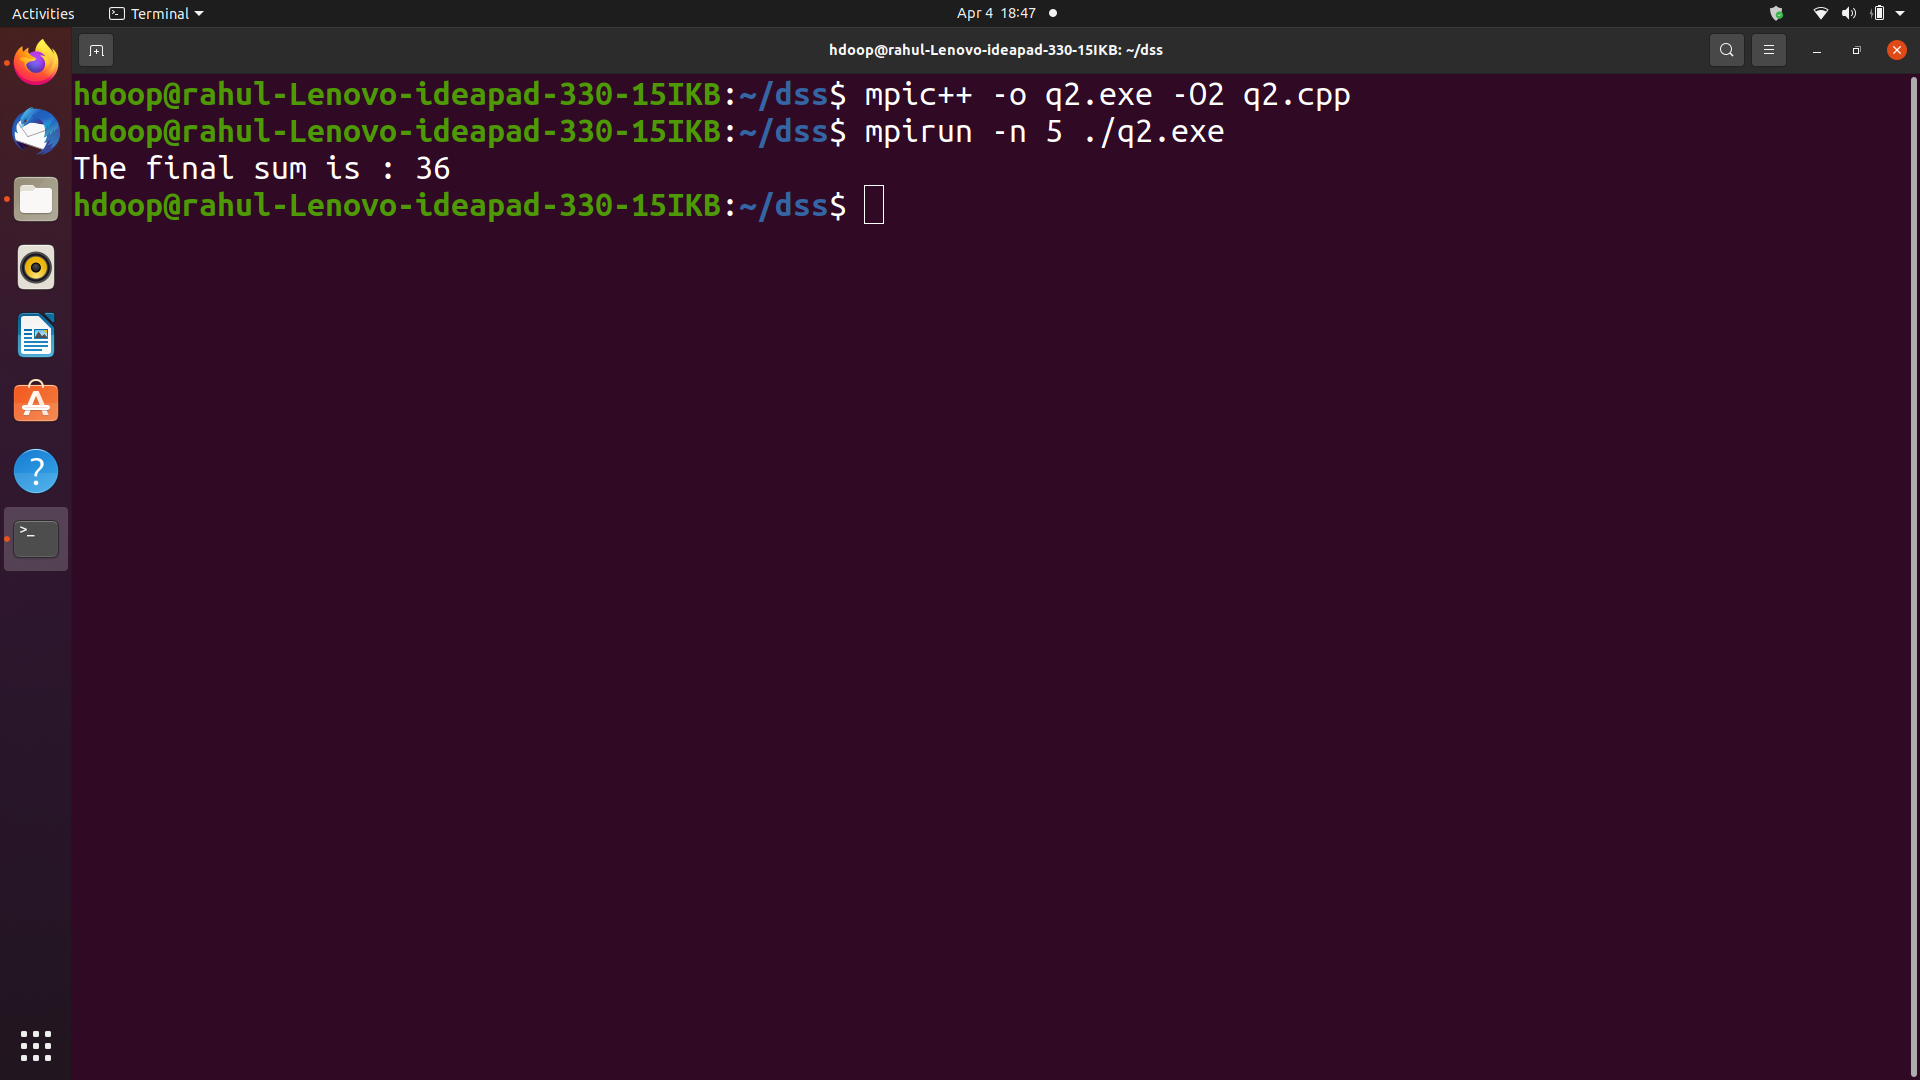 Activities
Terminal
Apr 4 18:47
hdoop@rahul-Lenovo-ideapad-330-15IKB: ~/dss
hdoop@rahul-Lenovo-ideapad-330-15IKB:~/dss$ mpic++ -o q2.exe -O2 q2.cpp
hdoop@rahul-Lenovo-ideapad-330-15IKB:~/dss$ mpirun -n 5 ./q2.exe
The final sum is : 36
hdoop@rahul-Lenovo-ideapad-330-15IKB:~/dss$